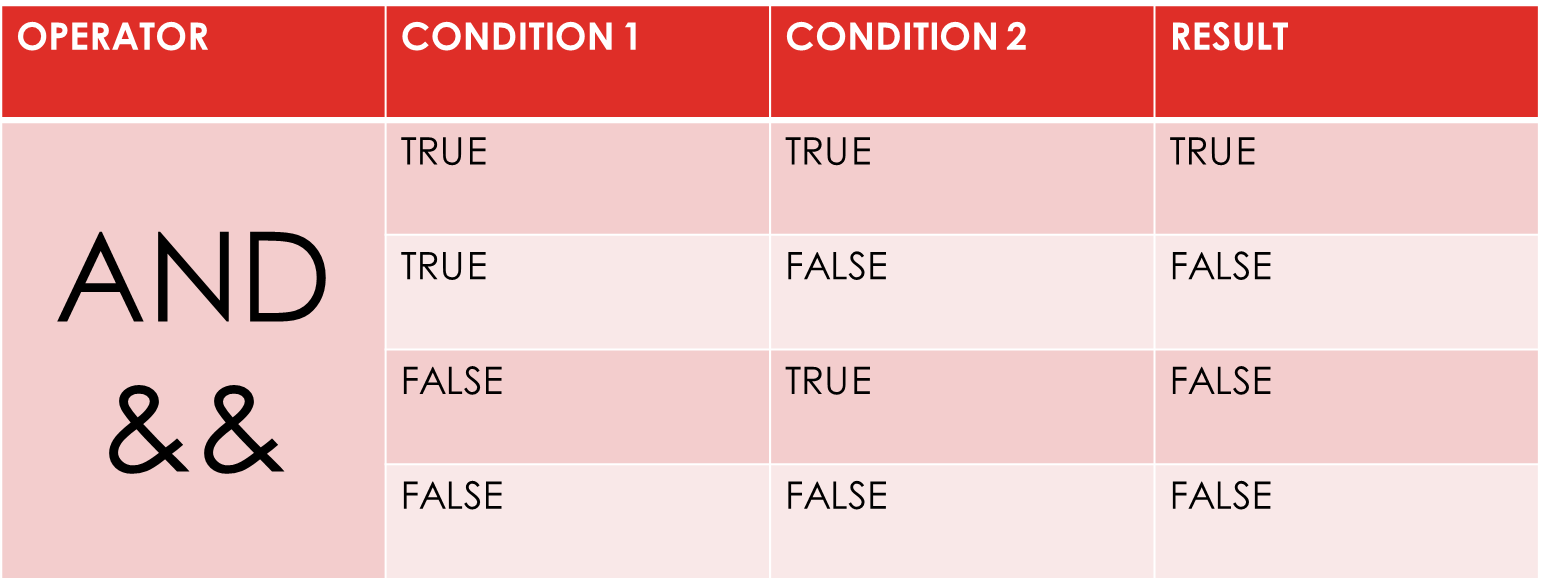 OPERATOR CONDITION 1 CONDITION 2 RESULT
AND
&&
TRUE TRUE TRUE
TRUE FALSE FALSE
FALSE TRUE FALSE
FALSE FALSE FALSE